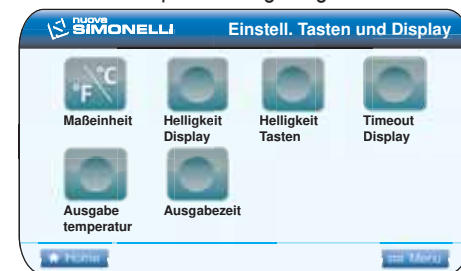 nuova
SIMONELLI
Einstell. Tasten und Display
°F/°C
Maßeinheit
Helligkeit
Display
Helligkeit
Tasten
Timeout
Display
Ausgabe
temperatur
Ausgabezeit
Home
Menu